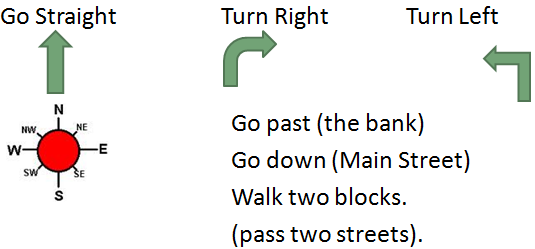 Go Straight
Turn Right
Turn Left
N
NW
NE
W
E
SW
SE
S
Go past (the bank)
Go down (Main Street)
Walk two blocks.
(pass two streets).